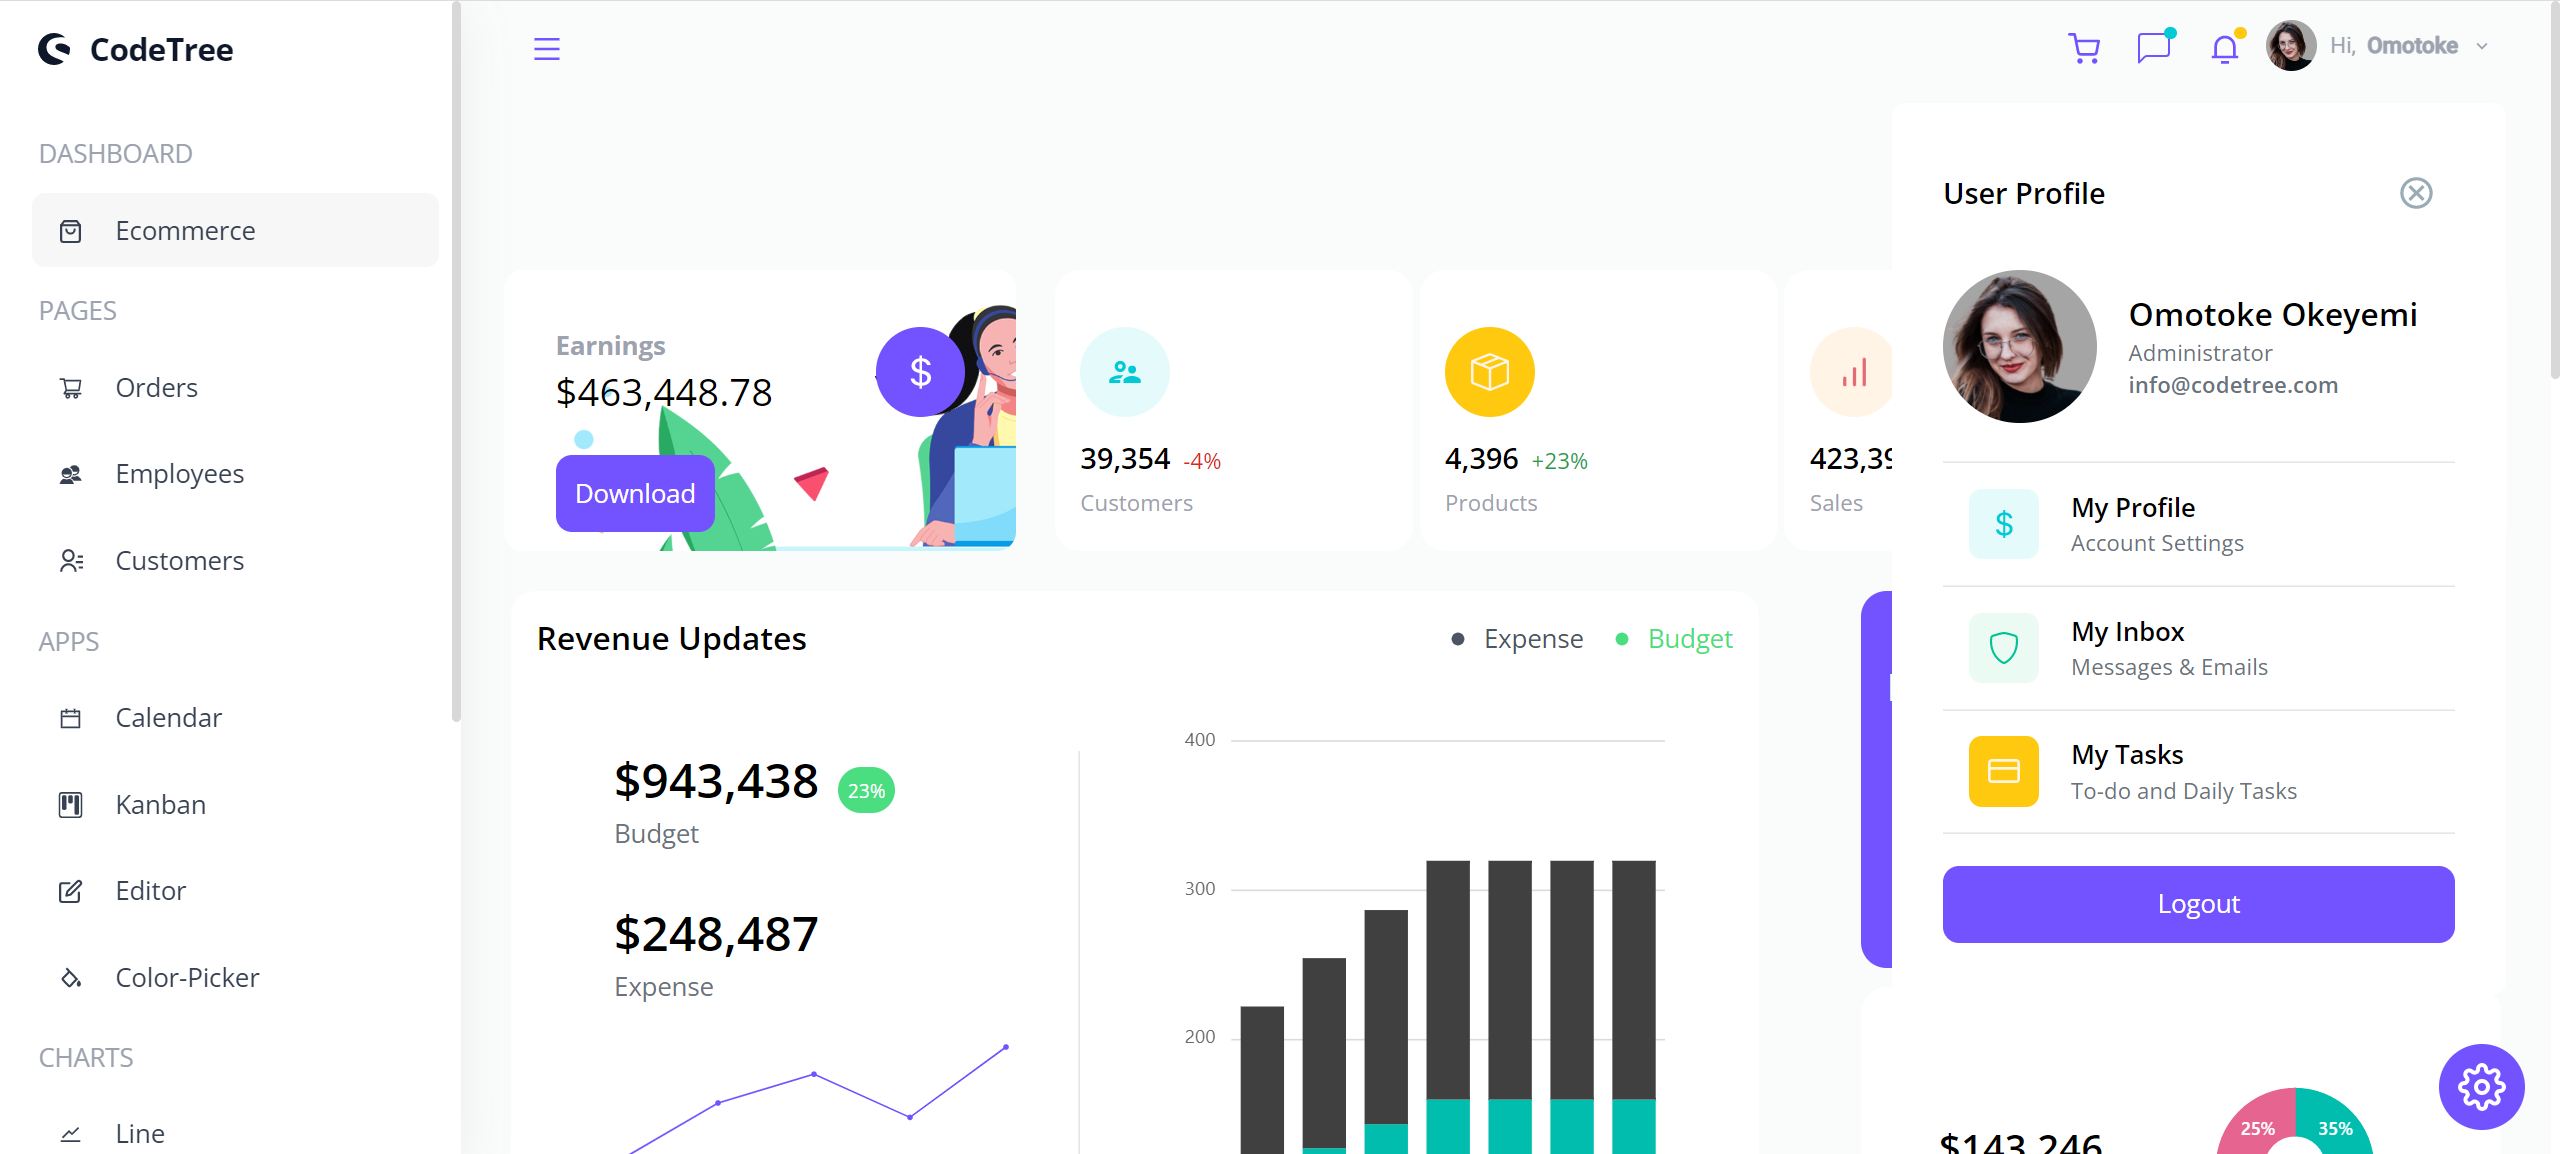 CodeTree
Hi, Omotoke
DASHBOARD
Ecommerce
PAGES
Orders
Employees
Customers
APPS
Calendar
Kanban
Editor
Color-Picker
CHARTS
Line
Earnings
$463,448.78
Download
$
39,354 -4%
Customers
4,396 +23%
Products
423,39
Sales
Revenue Updates
Expense
Budget
$943,438 23%
Budget
$248,487
Expense
400
300
200
User Profile
Omotoke Okeyemi
Administrator
info@codetree.com
$
My Profile
Account Settings
My Inbox
Messages & Emails
My Tasks
To-do and Daily Tasks
Logout
$143,246
25%
35%